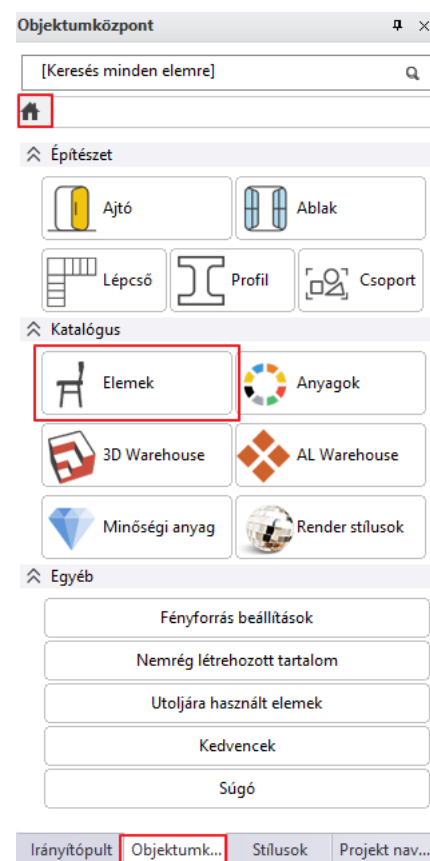 Objektumközpont
[Keresés minden elemre]
Építészet
Ajtó
Ablak
Lépcső
Profil
Csoport
Katalógus
Elemek
Anyagok
3D Warehouse
AL Warehouse
Minőségi anyag
Render stílusok
Egyéb
Fényforrás beállítások
Nemrég létrehozott tartalom
Utoljára használt elemek
Kedvencek
Súgó
Irányítópult Objektumk... Stílusok Projekt nav...